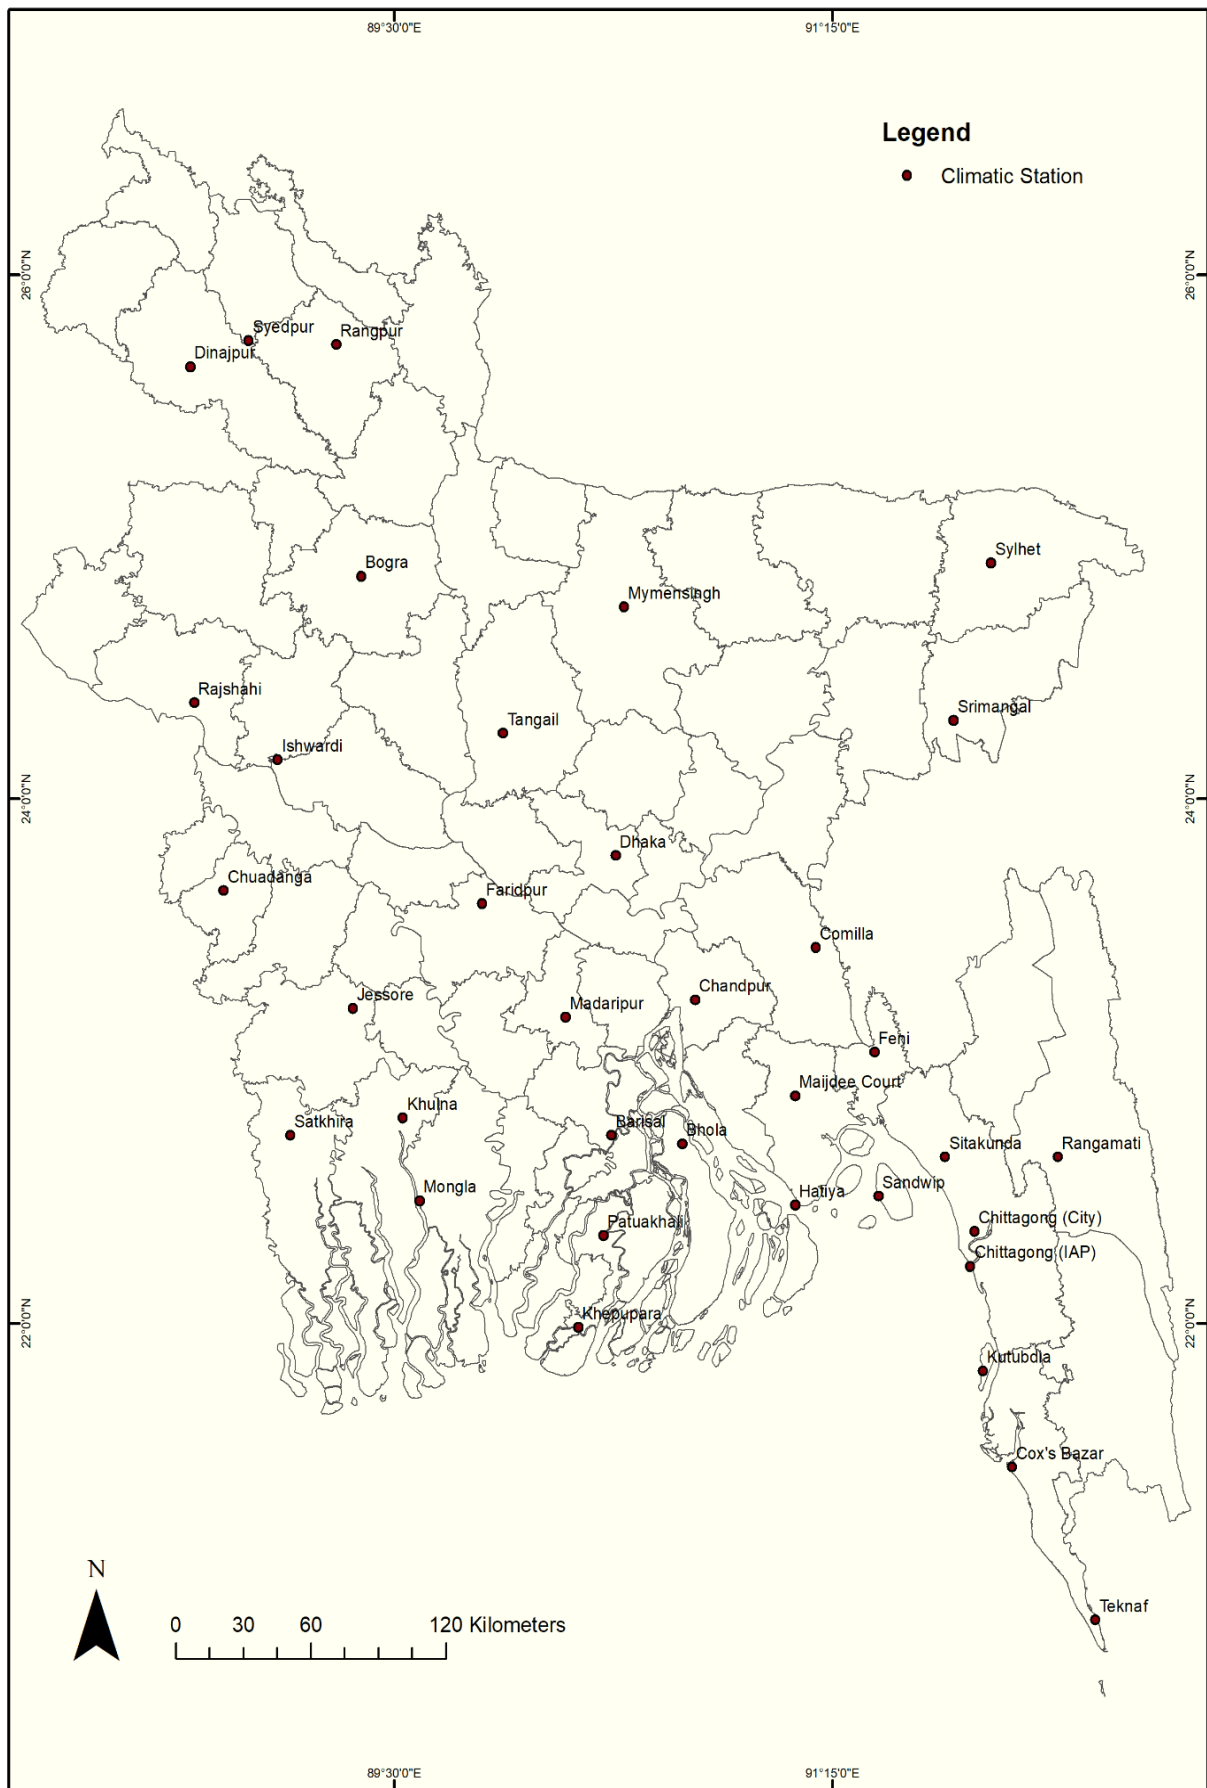 89°30'0"E
91°15'0"E
Legend
Climatic Station
26°0'0"N
26°0'0"N
Syedpur
Rangpur
Dinajpur
Sylhet
Bogra
Mymensingh
Rajshahi
Srimangal
Tangail
Ishwardi
24°0'0"N
24°0'0"N
Dhaka
Chuadanga
Faridpur
Comilla
Chandpur
Jessore
Madaripur
Feni
Maijdee Court
Khulna
Satkhira
Barisal
Bhola
Sitakunda
Rangamati
Mongla
Hatiya
Sandwip
Chittagong (City)
Patuakhali
Chittagong (IAP)
22°0'0"N
22°0'0"N
Khepupara
Kutubdia
Cox's Bazar
N
Teknaf
0 30 60 120 Kilometers
89°30'0"E
91°15'0"E